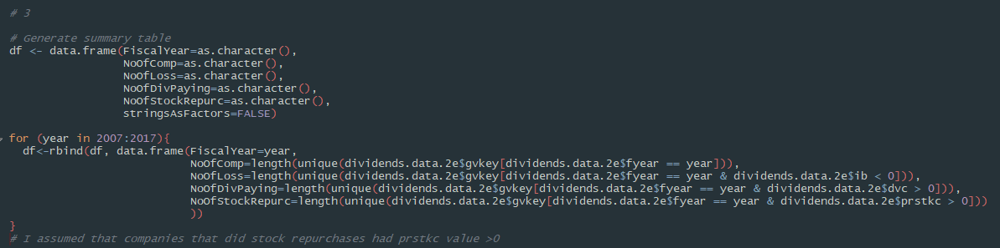 # 3
# Generate summary table
df <- data.frame(FiscalYear=as.character(),
NoOfComp=as.character(),
NoOfLoss=as.character(),
NoOfDivPaying=as.character(),
NoOfStockRepurc=as.character(),
stringsAsFactors=FALSE)
for (year in 2007:2017){
df<-rbind(df, data.frame(FiscalYear=year,
NoOfComp=length(unique(dividends.data.2e$gvkey[dividends.data.2e$fyear == year])),
NoOfLoss=length(unique(dividends.data.2e$gvkey[dividends.data.2e$fyear == year & dividends.data.2e$ib < 0])),
NoOfDivPaying=length(unique(dividends.data.2e$gvkey[dividends.data.2e$fyear == year & dividends.data.2e$dvc > 0])),
NoOfStockRepurc=length(unique(dividends.data.2e$gvkey[dividends.data.2e$fyear == year & dividends.data.2e$prstkc > 0]))
))
}
# I assumed that companies that did stock repurchases had prstkc value >0